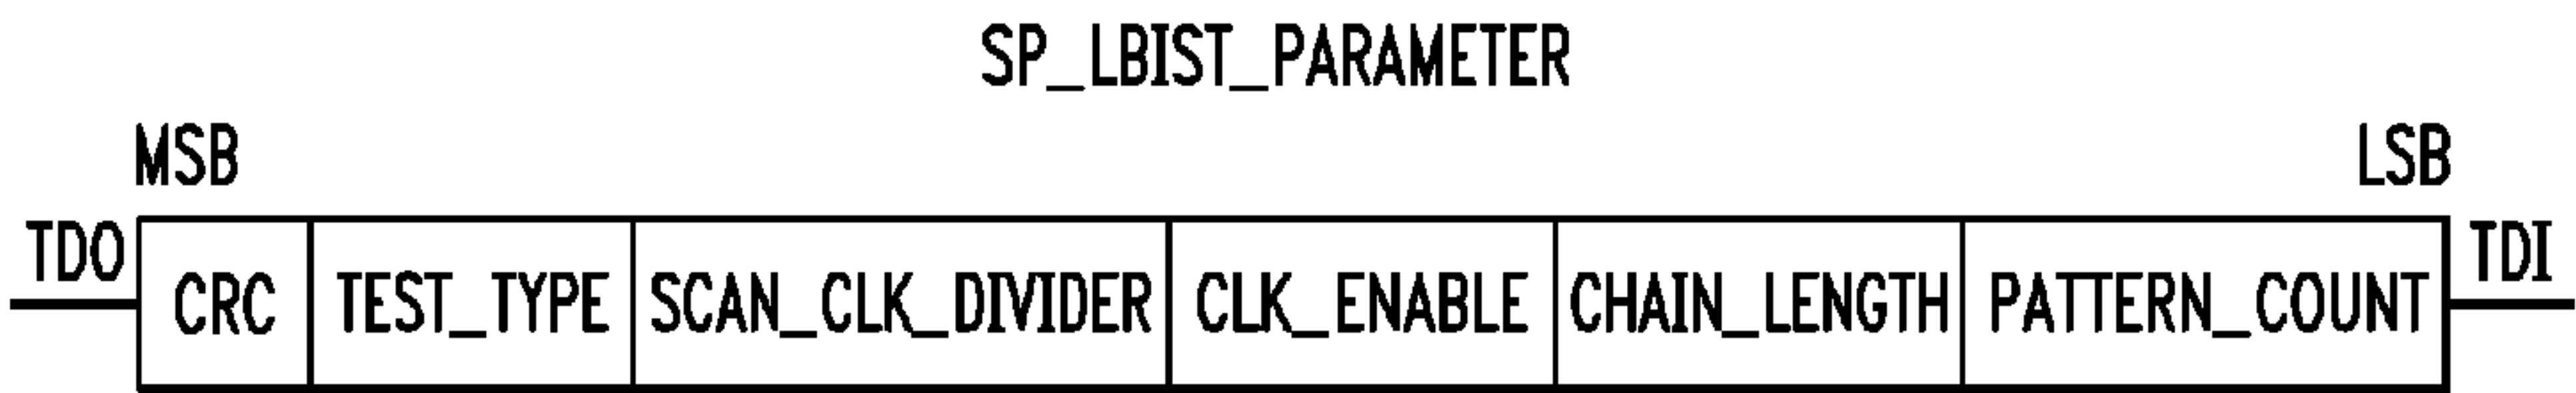 SP_LBIST_PARAMETER
MSB LSB
TDO CRC TEST_TYPE SCAN_CLK_DIVIDER CLK_ENABLE CHAIN_LENGTH PATTERN_COUNT TDI